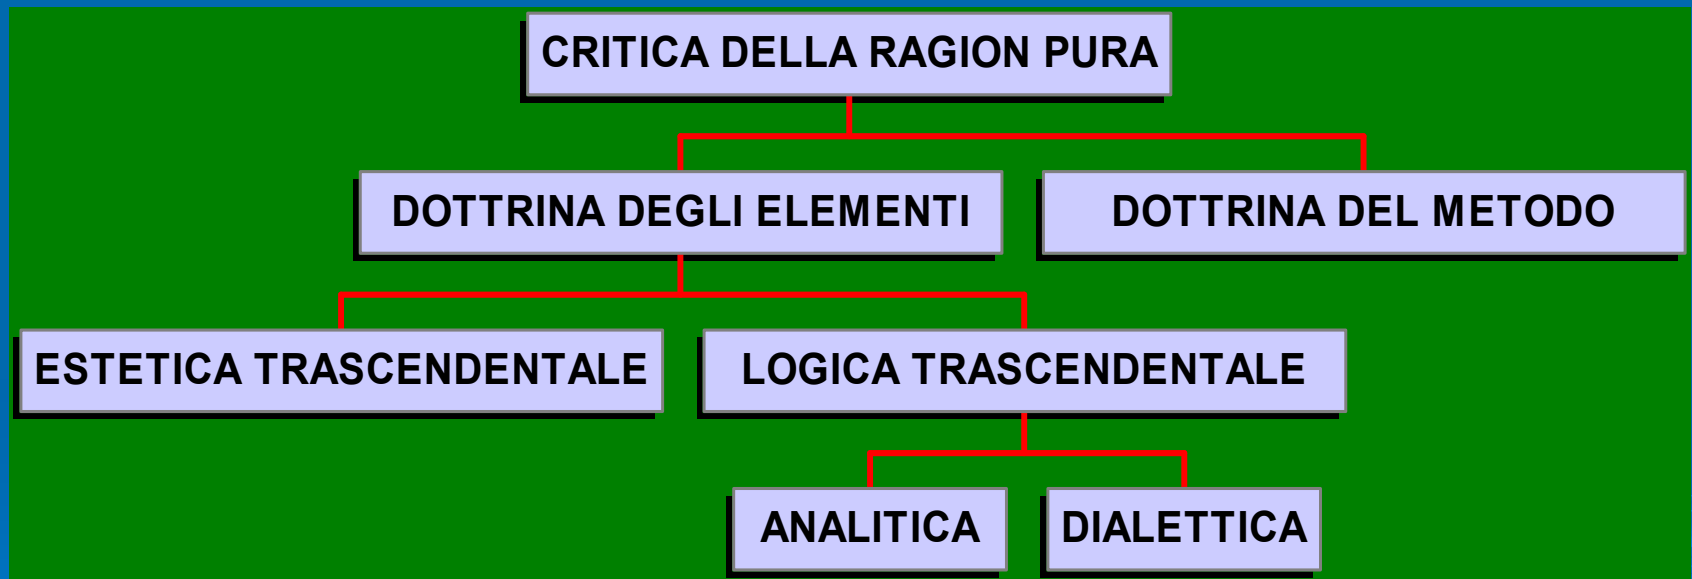 CRITICA DELLA RAGION PURA
DOTTRINA DEGLI ELEMENTI
DOTTRINA DEL METODO
ESTETICA TRASCENDENTALE
LOGICA TRASCENDENTALE
ANALITICA
DIALETTICA